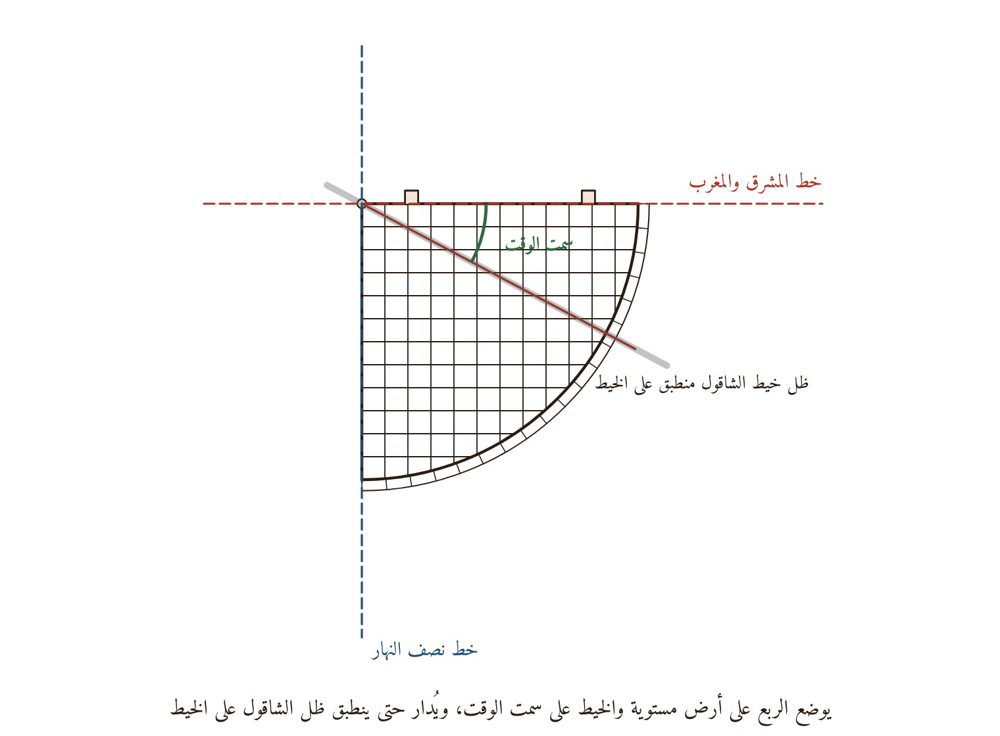 خط المشرق والمغرب
سمت الوقت
ظل خيط الشاقول منطبق على الخيط
خط نصف النهار
يوضع الربع على أرض مستوية والخيط على سمت الوقت، ويُدار حتى ينطبق ظل الشاقول على الخيط